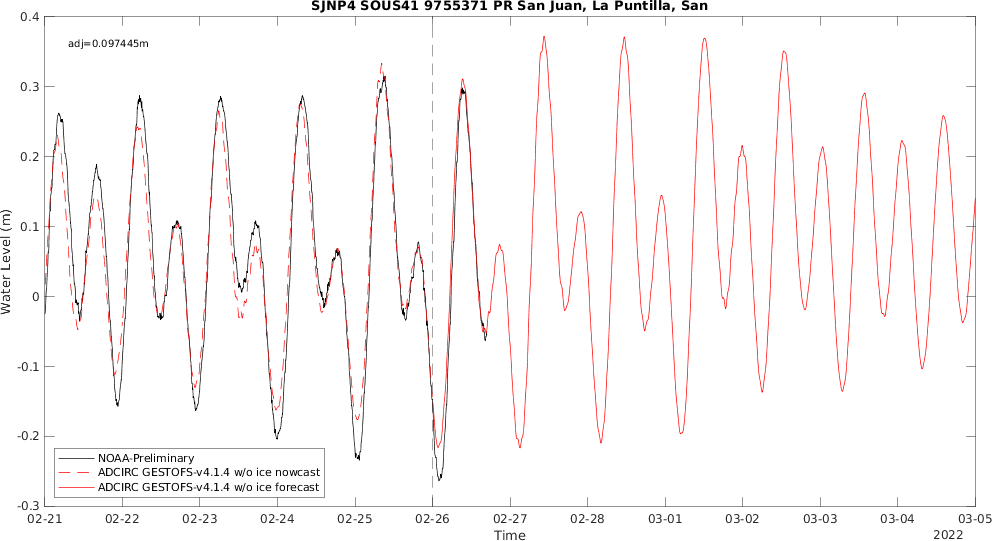 SJNP4 SOUS41 9755371 PR San Juan, La Puntilla, San
adj=0.097445m
Water Level (m)
0.4
0.3
0.2
0.1
0
-0.1
-0.2
-0.3
NOAA-Preliminary
ADCIRC GESTOFS-v4.1.4 w/o ice nowcast
ADCIRC GESTOFS-v4.1.4 w/o ice forecast
02-21 02-22 02-23 02-24 02-25 02-26 02-27 02-28 03-01 03-02 03-03 03-04 03-05
Time
2022